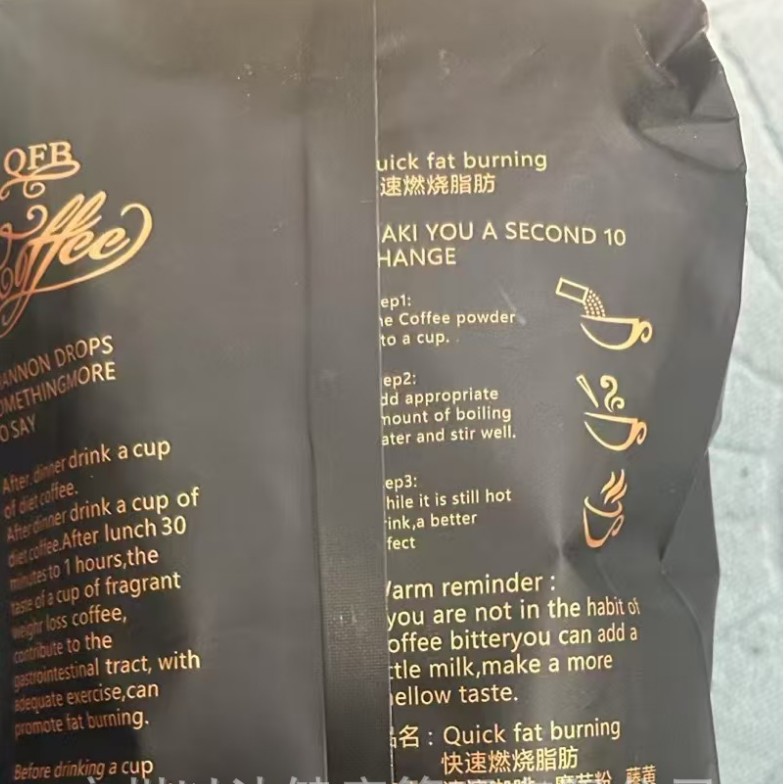 QFB
Coffee
ANNON DROPS
OMETHINGMORE
O SAY
After dinner drink a cup
of diet coffee.
After dinner drink a cup of
diet coffee.After lunch 30
minutes to 1 hours,the
taste of a cup of fragrant
weight loss coffee,
contribute to the
gastrointestinal tract, with
adequate exercise,can
promote fat burning.
Before drinking a cup
uick fat burning
速燃烧脂肪
AKI YOU A SECOND 10
HANGE
ep1:
e Coffee powder
to a cup.
ep2:
dd appropriate
mount of boiling
ater and stir well.
ep3:
hile it is still hot
rink,a better
fect
arm reminder :
you are not in the habit of
offee bitteryou can add a
ttle milk,make a more
ellow taste.
名 : Quick fat burning
快速燃烧脂肪